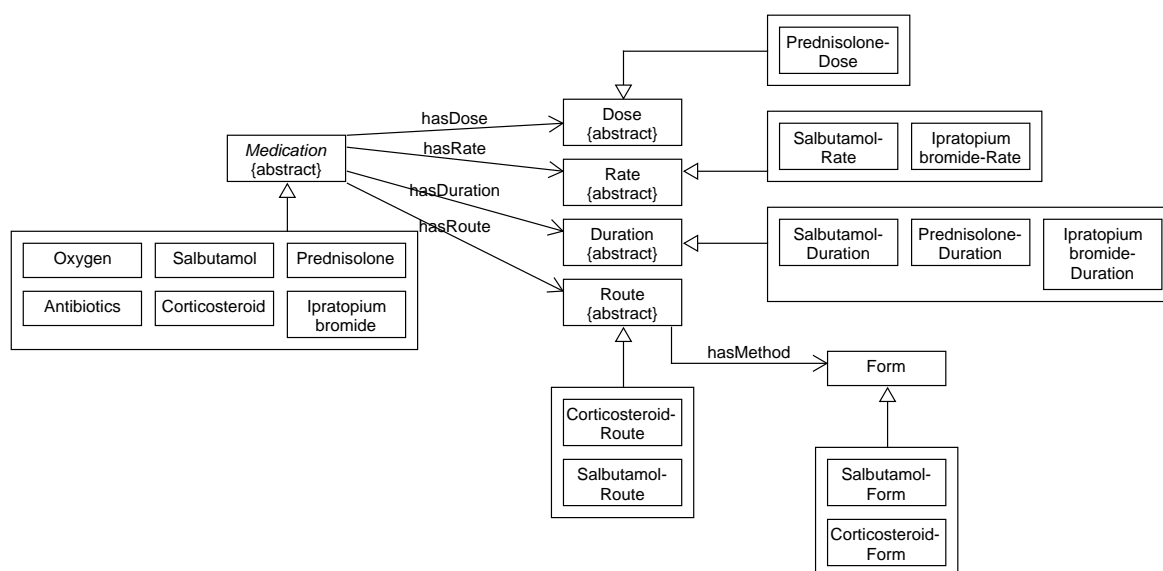 Prednisolone-
Dose
hasDose
Dose
{abstract}
Medication
{abstract}
hasRate
Rate
{abstract}
Salbutamol-
Rate
Ipratopium
bromide-Rate
hasDuration
Duration
{abstract}
Salbutamol-
Duration
Prednisolone-
Duration
Ipratopium
bromide-
Duration
hasRoute
Route
{abstract}
Oxygen
Salbutamol
Prednisolone
Antibiotics
Corticosteroid
Ipratopium
bromide
hasMethod
Form
Corticosteroid-
Route
Salbutamol-
Route
Salbutamol-
Form
Corticosteroid-
Form